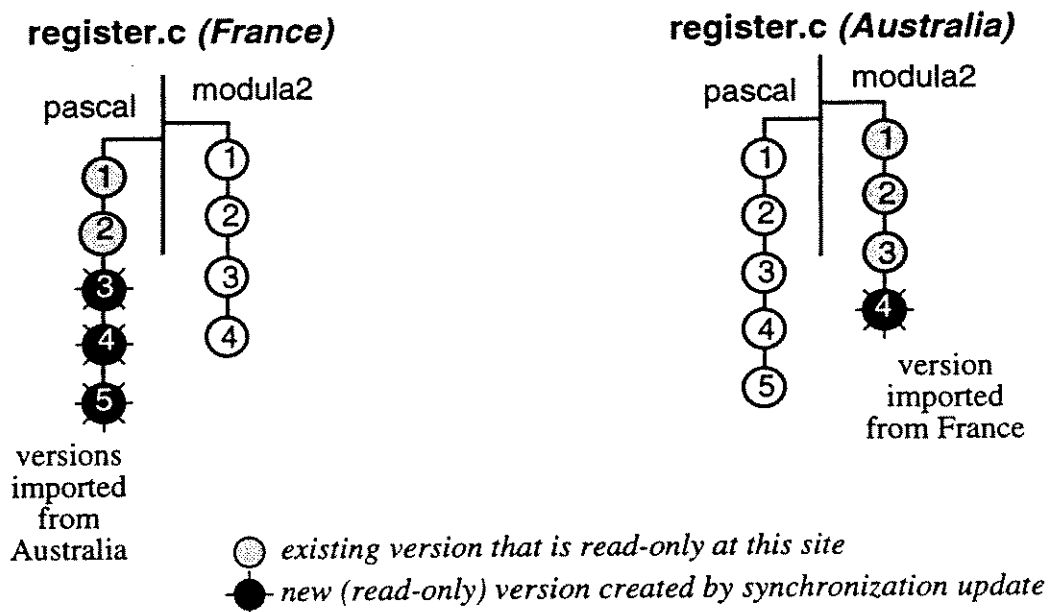 register.c (France)
pascal
modula2
1
2
3
4
5
1
2
3
4
versions
imported
from
Australia
register.c (Australia)
pascal
modula2
1
2
3
4
5
1
2
3
4
version
imported
from France
existing version that is read-only at this site
new (read-only) version created by synchronization update